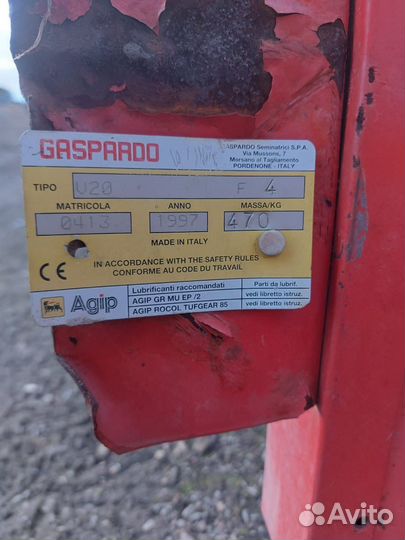 GASPARDO
GASPARDO Seminatrici S.P.A.
Via Mussons, 7
Morsano al Tagliamento
PORDENONE - ITALY
TIPO V20 F 4
MATRICOLA ANNO MASSA/KG
0413 1997 470
MADE IN ITALY
CE IN ACCORDANCE WITH THE SAFETY RULES
CONFORME AU CODE DU TRAVAIL
Agip
Lubrificanti raccomandati Parti da lubrif.
AGIP GR MU EP /2 vedi libretto istruz.
AGIP ROCOL TUFGEAR 85 vedi libretto istruz.
Avito